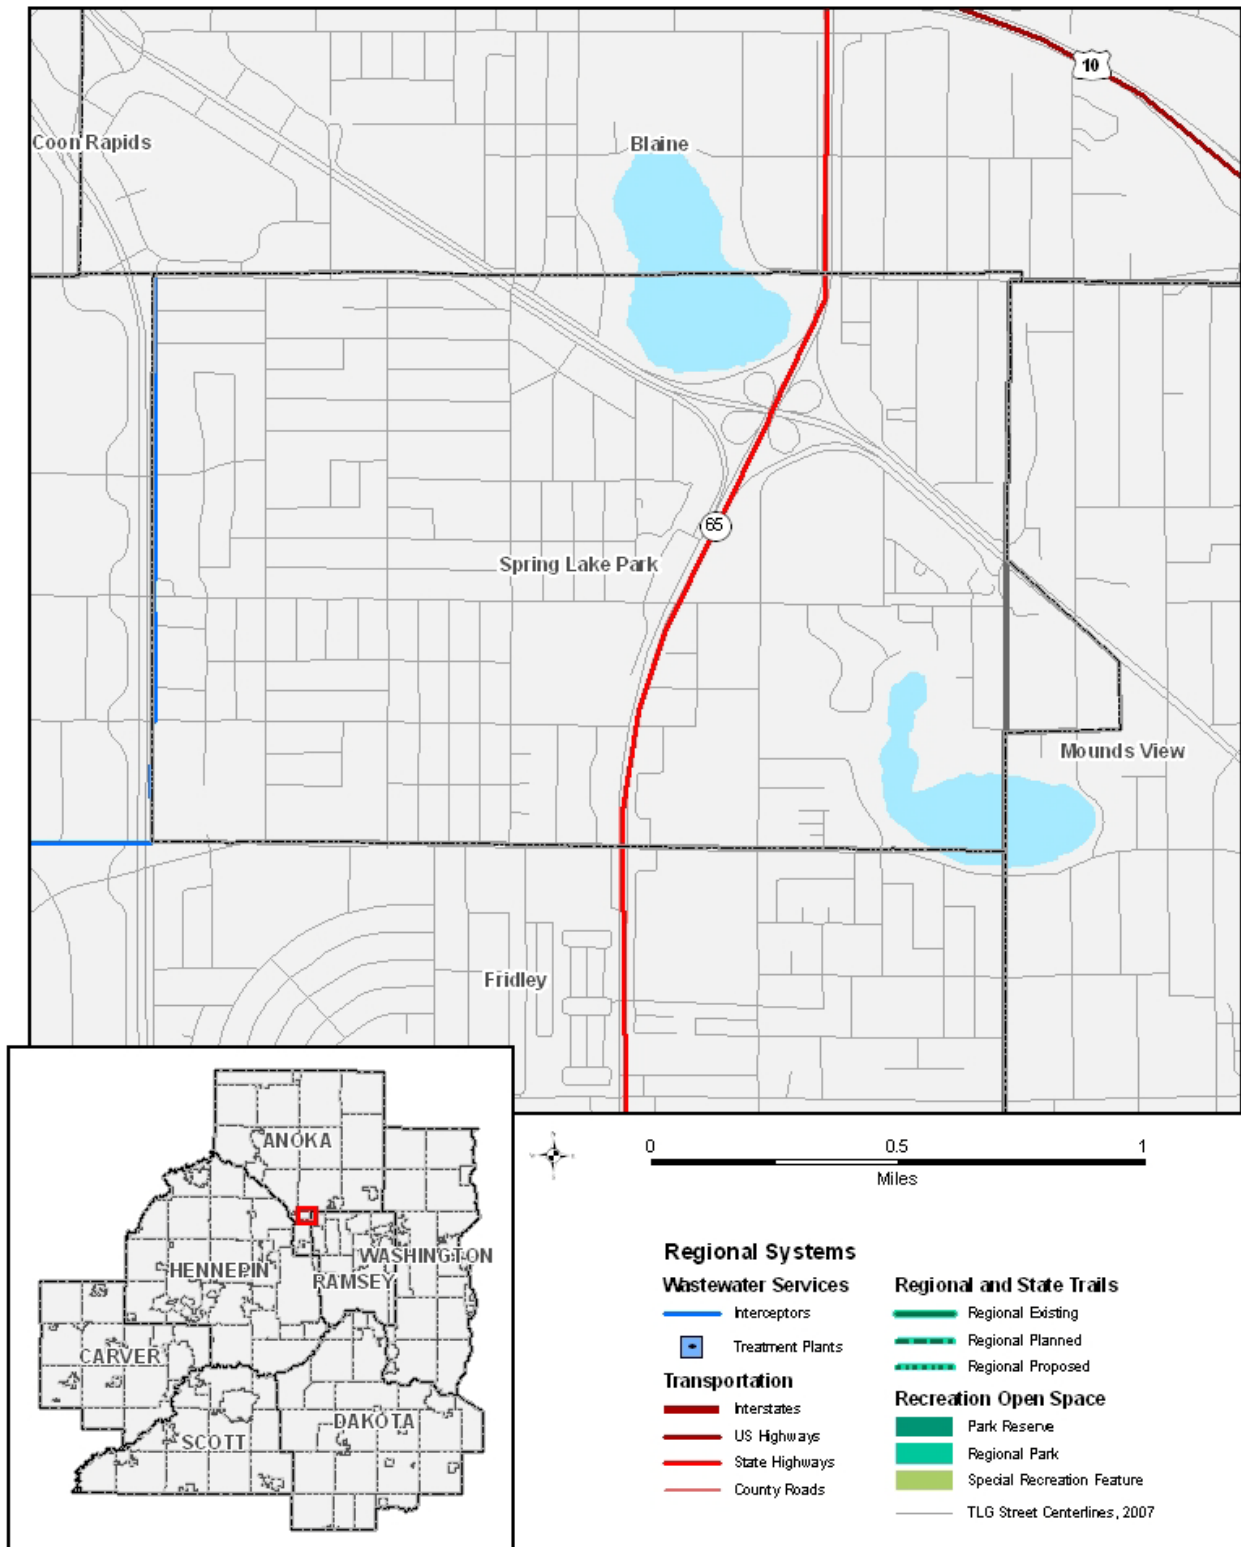 10
Coon Rapids
Blaine
65
Spring Lake Park
Mounds View
Fridley
ANOKA
WASHINGTON
HENNEPIN
RAMSEY
CARVER
DAKOTA
SCOTT
0 0.5 1
Miles
Regional Systems
Wastewater Services
Interceptors
Treatment Plants
Transportation
Interstates
US Highways
State Highways
County Roads
Regional and State Trails
Regional Existing
Regional Planned
Regional Proposed
Recreation Open Space
Park Reserve
Regional Park
Special Recreation Feature
TLG Street Centerlines, 2007